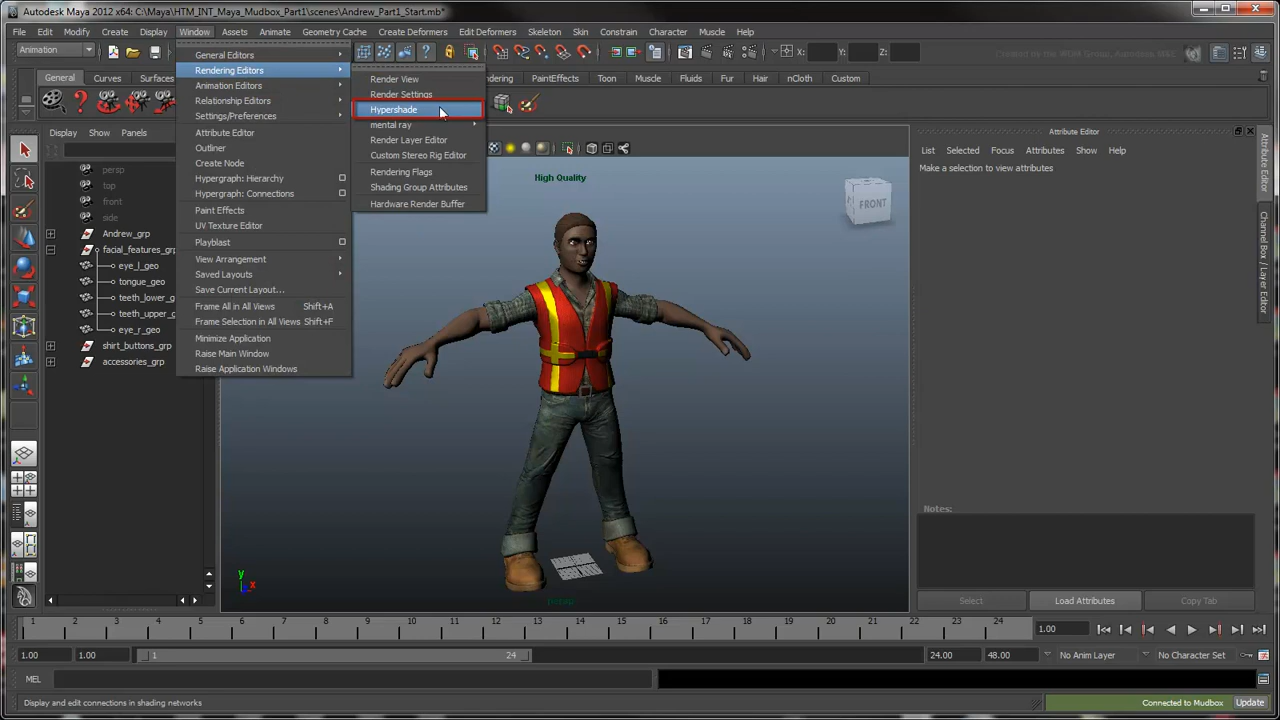 Autodesk Maya 2012 x64: C:\Maya\HTM_INT_Maya_Mudbox_Part1\scenes\Andrew_Part1_Start.mb*
File Edit Modify Create Display Window Assets Animate Geometry Cache Create Deformers Edit Deformers Skeleton Skin Constrain Character Muscle Help
Animation
X: Y: Z:
General Curves Surfaces
PaintEffects Toon Muscle Fluids Fur Hair nCloth Custom
General Editors
Rendering Editors
Animation Editors
Relationship Editors
Settings/Preferences
Attribute Editor
Outliner
Create Node
Hypergraph: Hierarchy
Hypergraph: Connections
Paint Effects
UV Texture Editor
Playblast
View Arrangement
Saved Layouts
Save Current Layout...
Frame All in All Views Shift+A
Frame Selection in All Views Shift+F
Minimize Application
Raise Main Window
Raise Application Windows
Render View
Render Settings
Hypershade
mental ray
Render Layer Editor
Custom Stereo Rig Editor
Rendering Flags
Shading Group Attributes
Hardware Render Buffer
Display Show Panels
persp
top
front
side
Andrew_grp
facial_features_grp
eye_l_geo
tongue_geo
teeth_lower_g
teeth_upper_g
eye_r_geo
shirt_buttons_grp
accessories_grp
High Quality
FRONT
y
x
persp
Attribute Editor
List Selected Focus Attributes Show Help
Make a selection to view attributes
Notes:
Select Load Attributes Copy Tab
Attribute Editor
Channel Box / Layer Editor
1 2 3 4 5 6 7 8 9 10 11 12 13 14 15 16 17 18 19 20 21 22 23 24
1.00
1.00 1.00 1 24 24.00 48.00 No Anim Layer No Character Set
MEL
Display and edit connections in shading networks
Connected to Mudbox Update